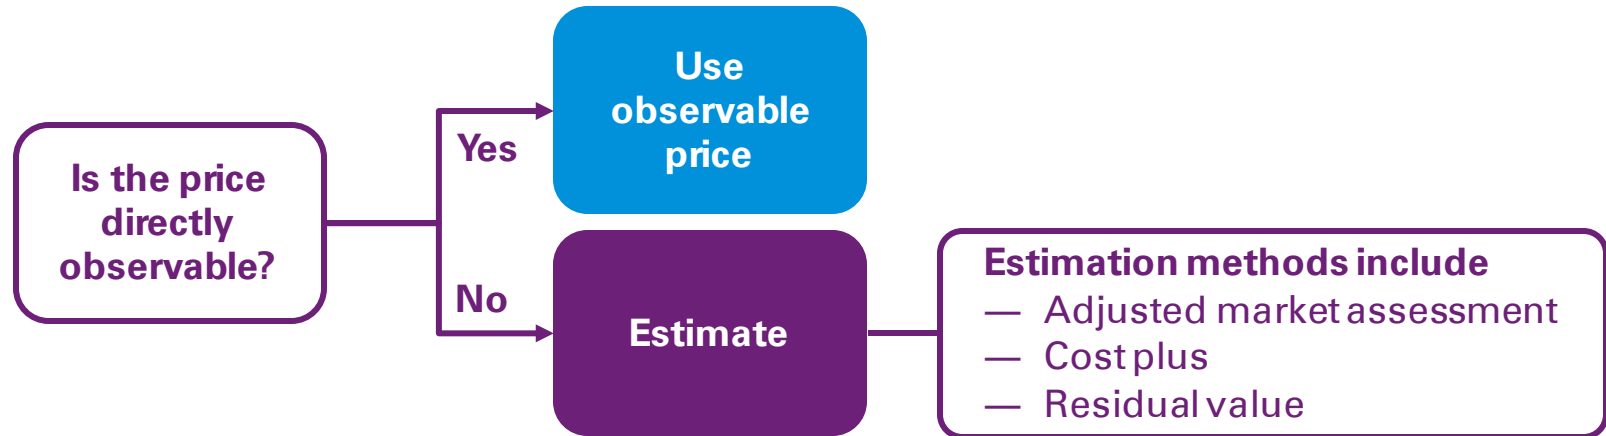 Is the price
directly
observable?
Yes
Use
observable
price
No
Estimate
Estimation methods include
— Adjusted market assessment
— Cost plus
— Residual value